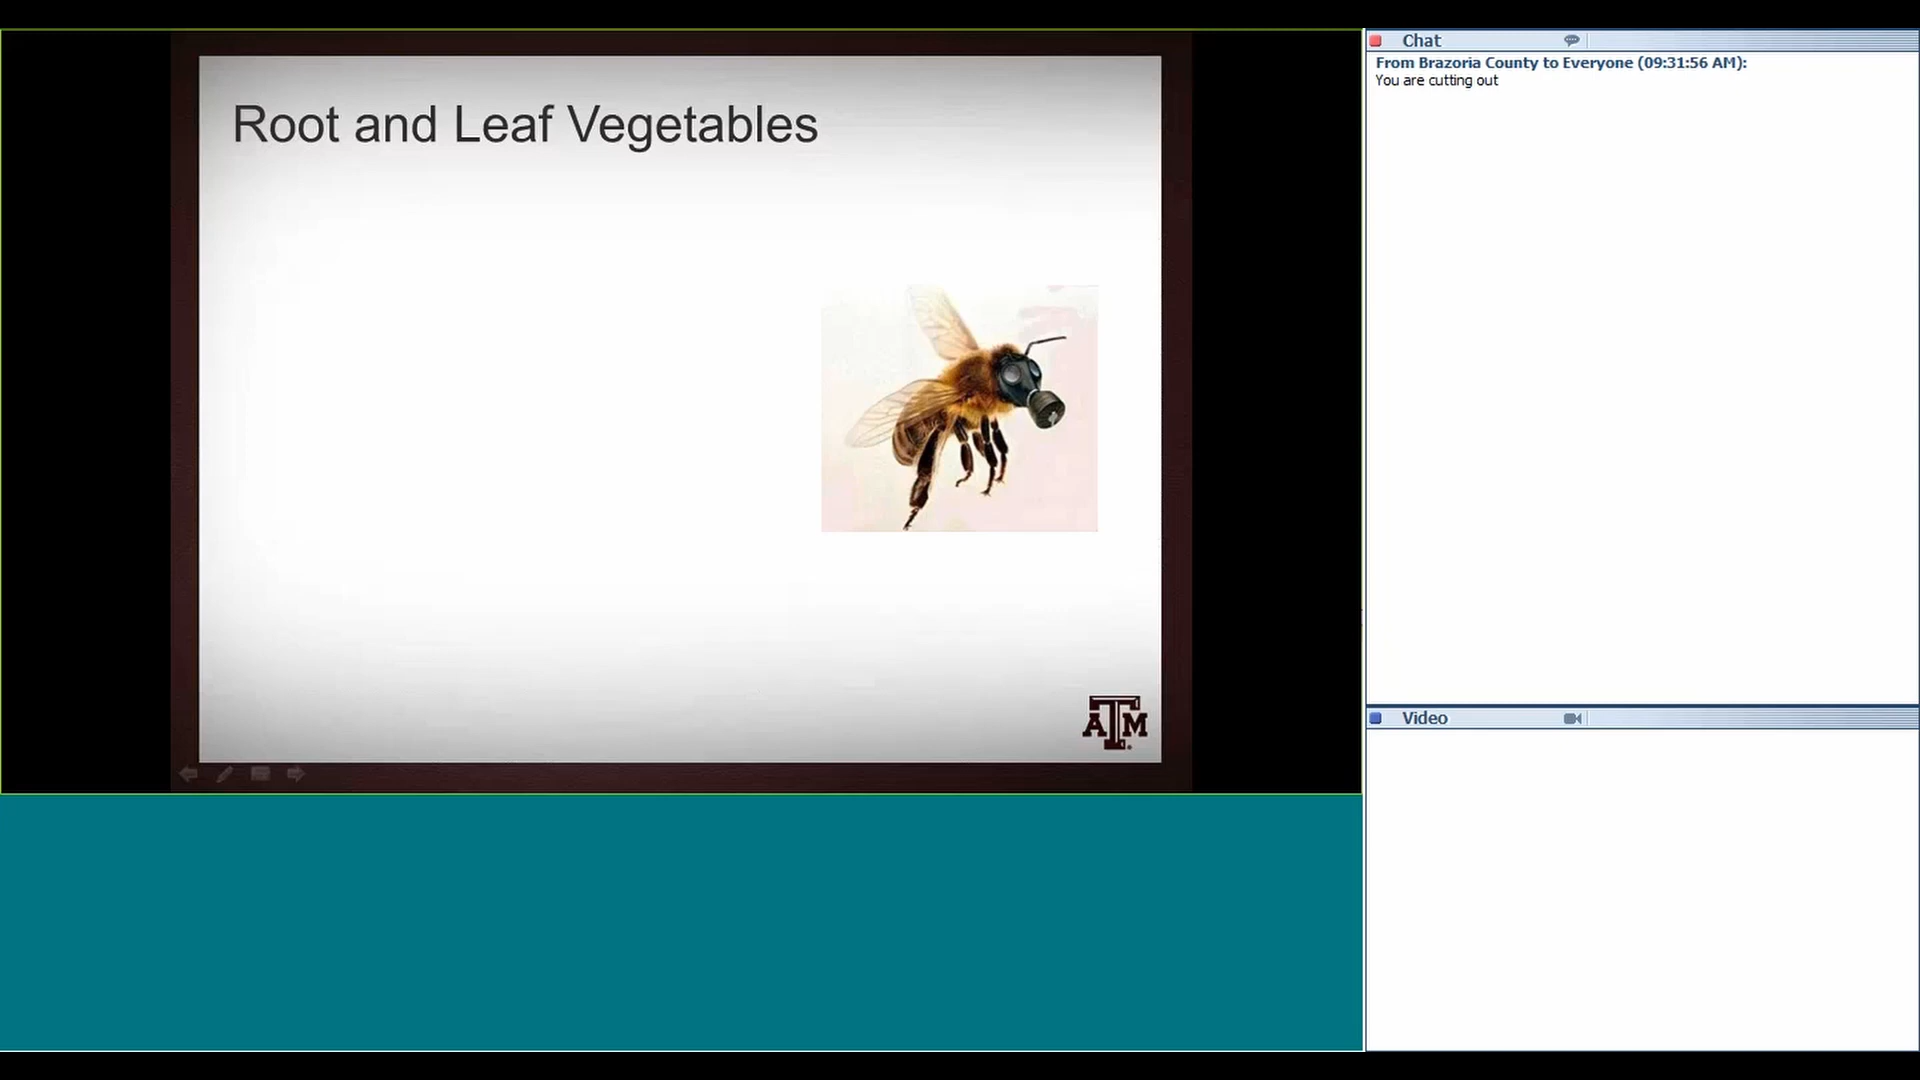 Root and Leaf Vegetables
ATM
Chat
From Brazoria County to Everyone (09:31:56 AM):
You are cutting out
Video